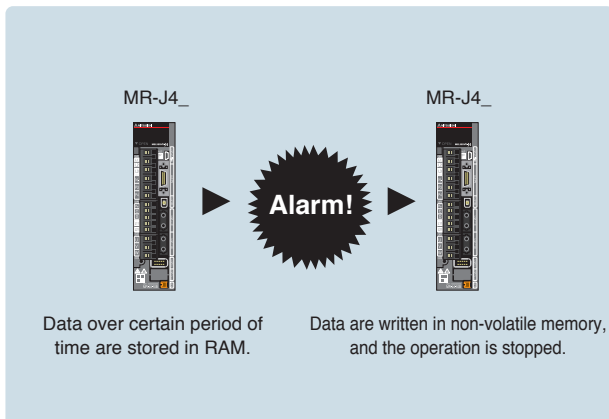 MR-J4_
MR-J4_
Alarm!
Data over certain period of
time are stored in RAM.
Data are written in non-volatile memory,
and the operation is stopped.